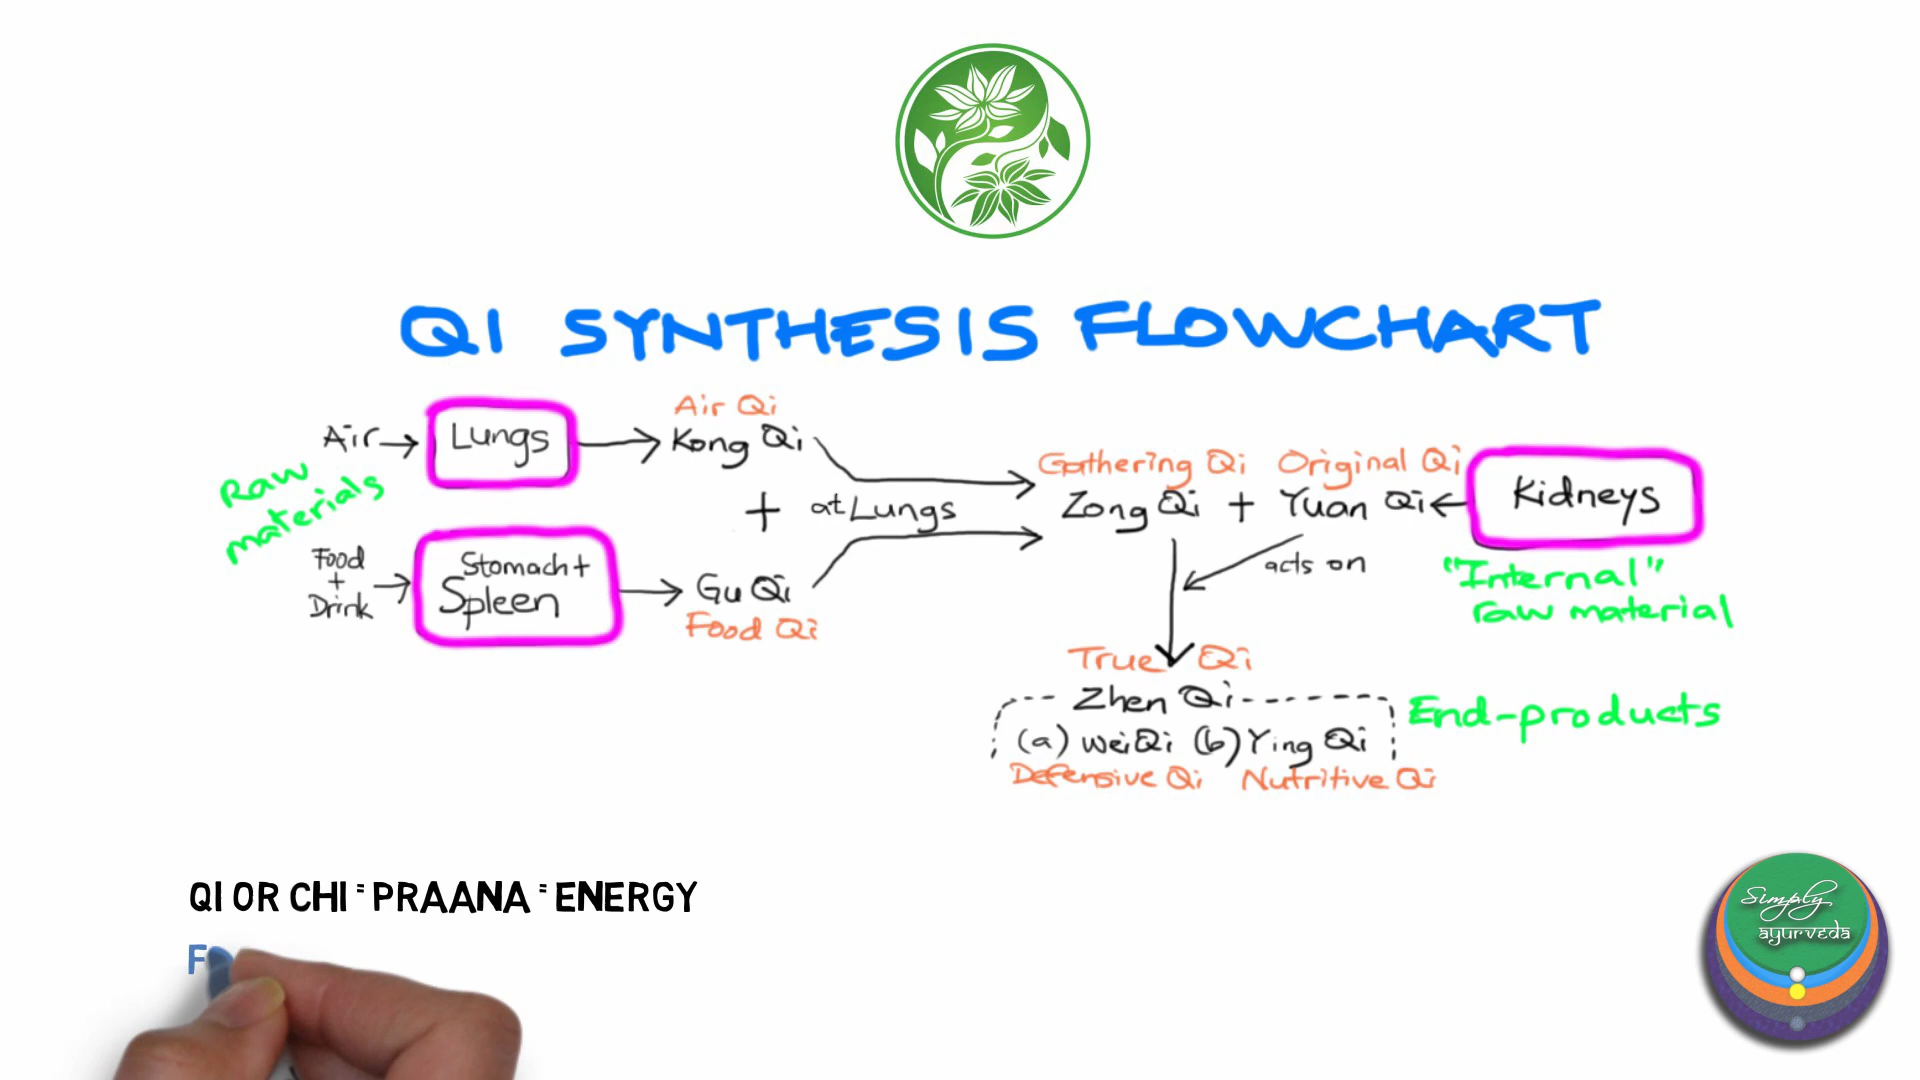 QI SYNTHESIS FLOWCHART
Air
Lungs
Air Qi
Kong Qi
Raw
materials
+ at Lungs
Food
+
Drink
Stomach +
Spleen
Gu Qi
Food Qi
Gathering Qi Original Qi
Zong Qi + Yuan Qi
Kidneys
acts on
"Internal"
raw material
True Qi
Zhen Qi
(a) Wei Qi (b) Ying Qi
Defensive Qi Nutritive Qi
End-products
QI OR CHI = PRAANA = ENERGY
F
Simply
ayurveda